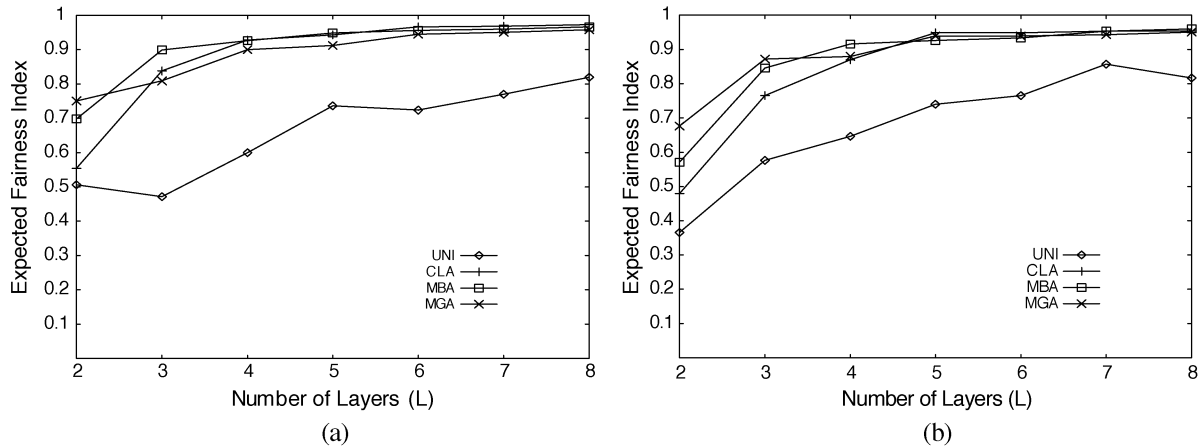 1
0.9
0.8
0.7
0.6
0.5
0.4
0.3
0.2
0.1
Expected Fairness Index
UNI
CLA
MBA
MGA
2 3 4 5 6 7 8
Number of Layers (L)
(a)
1
0.9
0.8
0.7
0.6
0.5
0.4
0.3
0.2
0.1
Expected Fairness Index
UNI
CLA
MBA
MGA
2 3 4 5 6 7 8
Number of Layers (L)
(b)